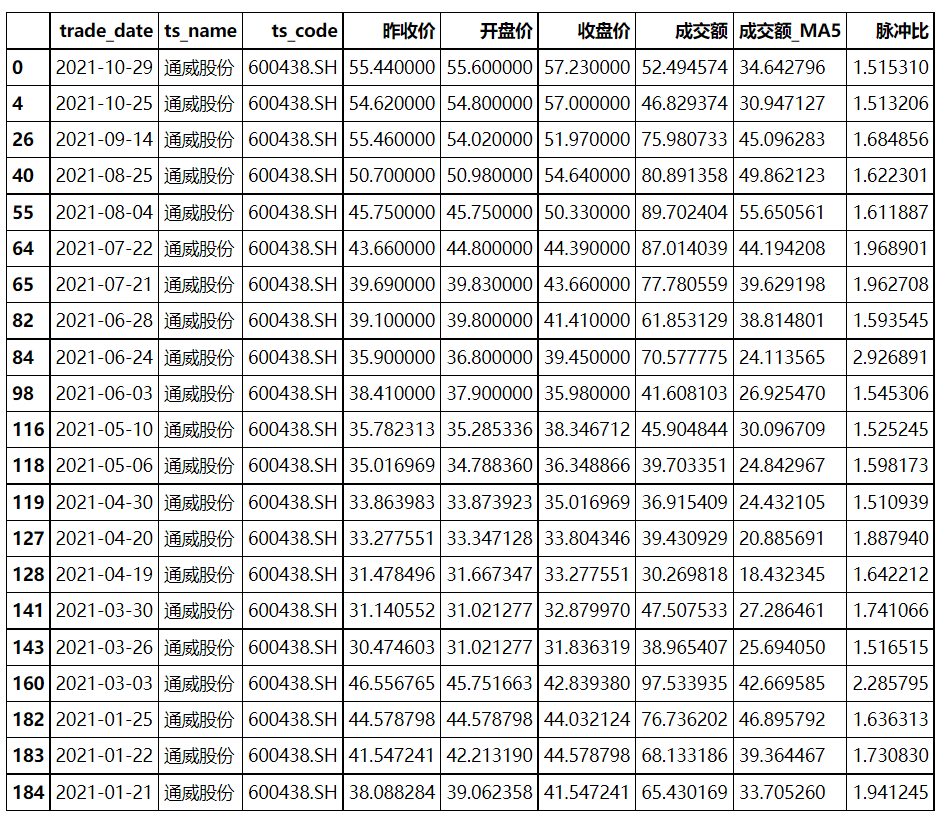 trade_date ts_name ts_code 昨收价 开盘价 收盘价 成交额 成交额_MA5 脉冲比
0 2021-10-29 通威股份 600438.SH 55.440000 55.600000 57.230000 52.494574 34.642796 1.515310
4 2021-10-25 通威股份 600438.SH 54.620000 54.800000 57.000000 46.829374 30.947127 1.513206
26 2021-09-14 通威股份 600438.SH 55.460000 54.020000 51.970000 75.980733 45.096283 1.684856
40 2021-08-25 通威股份 600438.SH 50.700000 50.980000 54.640000 80.891358 49.862123 1.622301
55 2021-08-04 通威股份 600438.SH 45.750000 45.750000 50.330000 89.702404 55.650561 1.611887
64 2021-07-22 通威股份 600438.SH 43.660000 44.800000 44.390000 87.014039 44.194208 1.968901
65 2021-07-21 通威股份 600438.SH 39.690000 39.830000 43.660000 77.780559 39.629198 1.962708
82 2021-06-28 通威股份 600438.SH 39.100000 39.800000 41.410000 61.853129 38.814801 1.593545
84 2021-06-24 通威股份 600438.SH 35.900000 36.800000 39.450000 70.577775 24.113565 2.926891
98 2021-06-03 通威股份 600438.SH 38.410000 37.900000 35.980000 41.608103 26.925470 1.545306
116 2021-05-10 通威股份 600438.SH 35.782313 35.285336 38.346712 45.904844 30.096709 1.525245
118 2021-05-06 通威股份 600438.SH 35.016969 34.788360 36.348866 39.703351 24.842967 1.598173
119 2021-04-30 通威股份 600438.SH 33.863983 33.873923 35.016969 36.915409 24.432105 1.510939
127 2021-04-20 通威股份 600438.SH 33.277551 33.347128 33.804346 39.430929 20.885691 1.887940
128 2021-04-19 通威股份 600438.SH 31.478496 31.667347 33.277551 30.269818 18.432345 1.642212
141 2021-03-30 通威股份 600438.SH 31.140552 31.021277 32.879970 47.507533 27.286461 1.741066
143 2021-03-26 通威股份 600438.SH 30.474603 31.021277 31.836319 38.965407 25.694050 1.516515
160 2021-03-03 通威股份 600438.SH 46.556765 45.751663 42.839380 97.533935 42.669585 2.285795
182 2021-01-25 通威股份 600438.SH 44.578798 44.578798 44.032124 76.736202 46.895792 1.636313
183 2021-01-22 通威股份 600438.SH 41.547241 42.213190 44.578798 68.133186 39.364467 1.730830
184 2021-01-21 通威股份 600438.SH 38.088284 39.062358 41.547241 65.430169 33.705260 1.941245